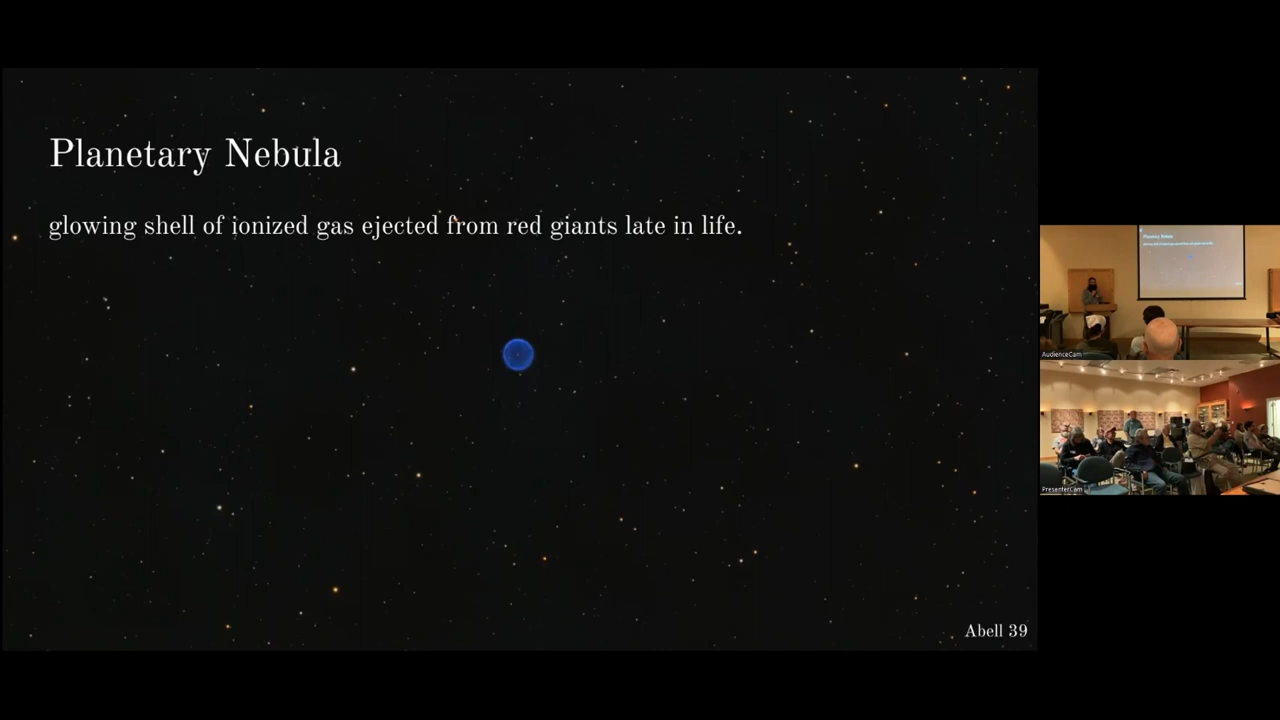 Planetary Nebula
glowing shell of ionized gas ejected from red giants late in life.
Abell 39
AudienceCam
PresenterCam